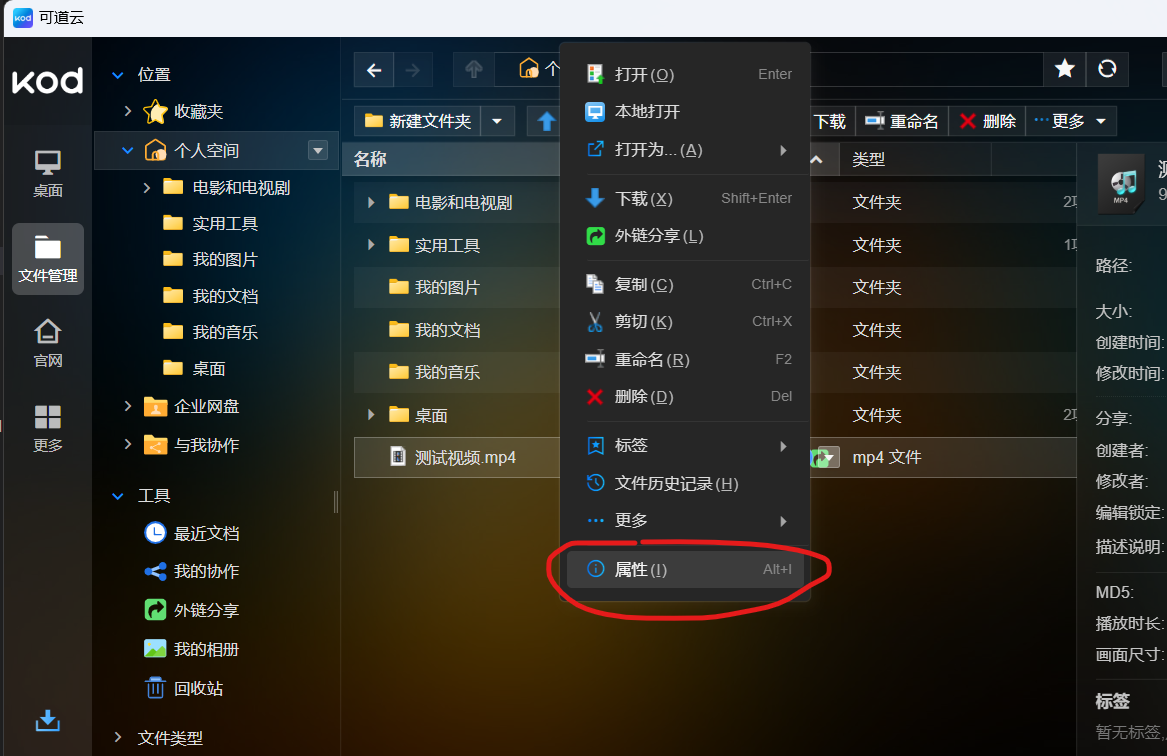 kod 可道云
kod
桌面
文件管理
官网
更多
位置
收藏夹
个人空间
电影和电视剧
实用工具
我的图片
我的文档
我的音乐
桌面
企业网盘
与我协作
工具
最近文档
我的协作
外链分享
我的相册
回收站
文件类型
个
新建文件夹
下载
重命名
删除
更多
名称
类型
电影和电视剧 文件夹 2项
实用工具 文件夹 1项
我的图片 文件夹
我的文档 文件夹
我的音乐 文件夹
桌面 文件夹 2项
测试视频.mp4 mp4 文件
打开(O) Enter
本地打开
打开为...(A)
下载(X) Shift+Enter
外链分享(L)
复制(C) Ctrl+C
剪切(K) Ctrl+X
重命名(R) F2
删除(D) Del
标签
文件历史记录(H)
更多
属性(I) Alt+I
MP4
测
9
路径:
大小:
创建时间:
修改时间:
分享:
创建者:
修改者:
编辑锁定:
描述说明:
MD5:
播放时长:
画面尺寸:
标签
暂无标签,